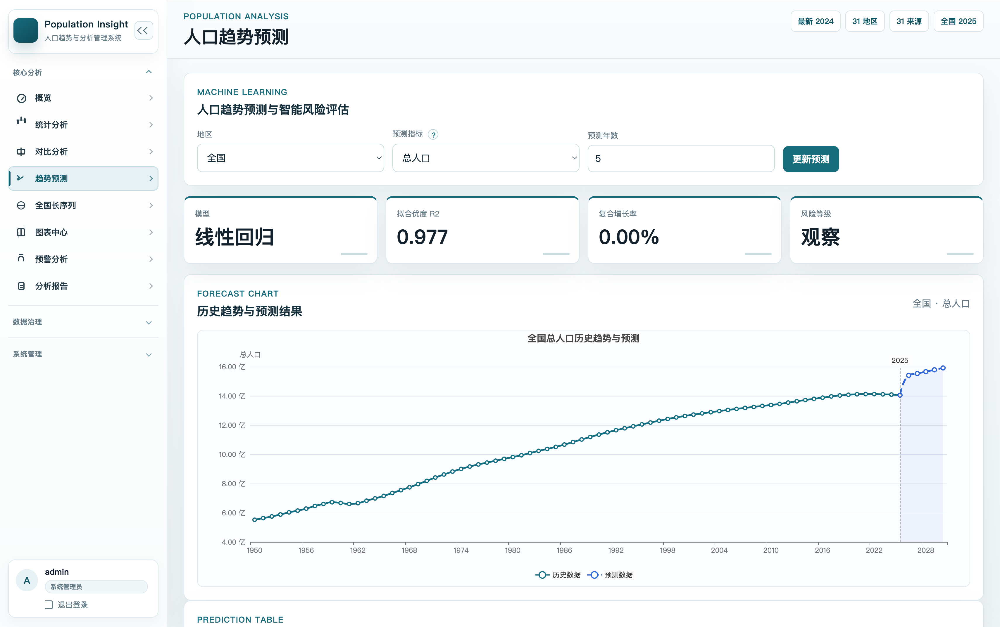 Population Insight
人口趋势与分析管理系统
核心分析
概览
统计分析
对比分析
趋势预测
全国长序列
图表中心
预警分析
分析报告
数据治理
系统管理
A
admin
系统管理员
退出登录
POPULATION ANALYSIS
人口趋势预测
最新 2024
31 地区
31 来源
全国 2025
MACHINE LEARNING
人口趋势预测与智能风险评估
地区
预测指标 ?
预测年数
全国
总人口
5
更新预测
模型
线性回归
拟合优度 R2
0.977
复合增长率
0.00%
风险等级
观察
FORECAST CHART
历史趋势与预测结果
全国 · 总人口
全国总人口历史趋势与预测
总人口
2025
16.00 亿
14.00 亿
12.00 亿
10.00 亿
8.00 亿
6.00 亿
4.00 亿
1950 1956 1962 1968 1974 1980 1986 1992 1998 2004 2010 2016 2022 2028
历史数据 预测数据
PREDICTION TABLE